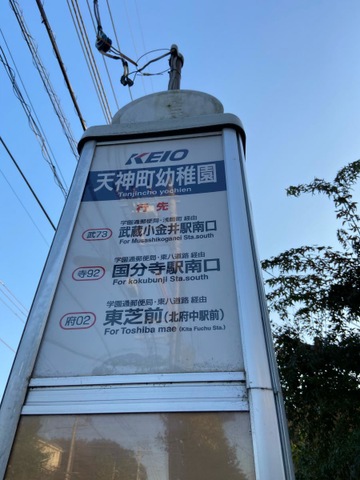 KEIO
天神町幼稚園
Tenjincho yochien
行先
学園通郵便局・浅間町 経由
武73 武蔵小金井駅南口
For Musashikoganei Sta.south
学園通郵便局・東八道路 経由
寺92 国分寺駅南口
For kokubunji Sta.south
学園通郵便局・東八道路 経由
府02 東芝前(北府中駅前)
For Toshiba mae (Kita Fuchu Sta.)